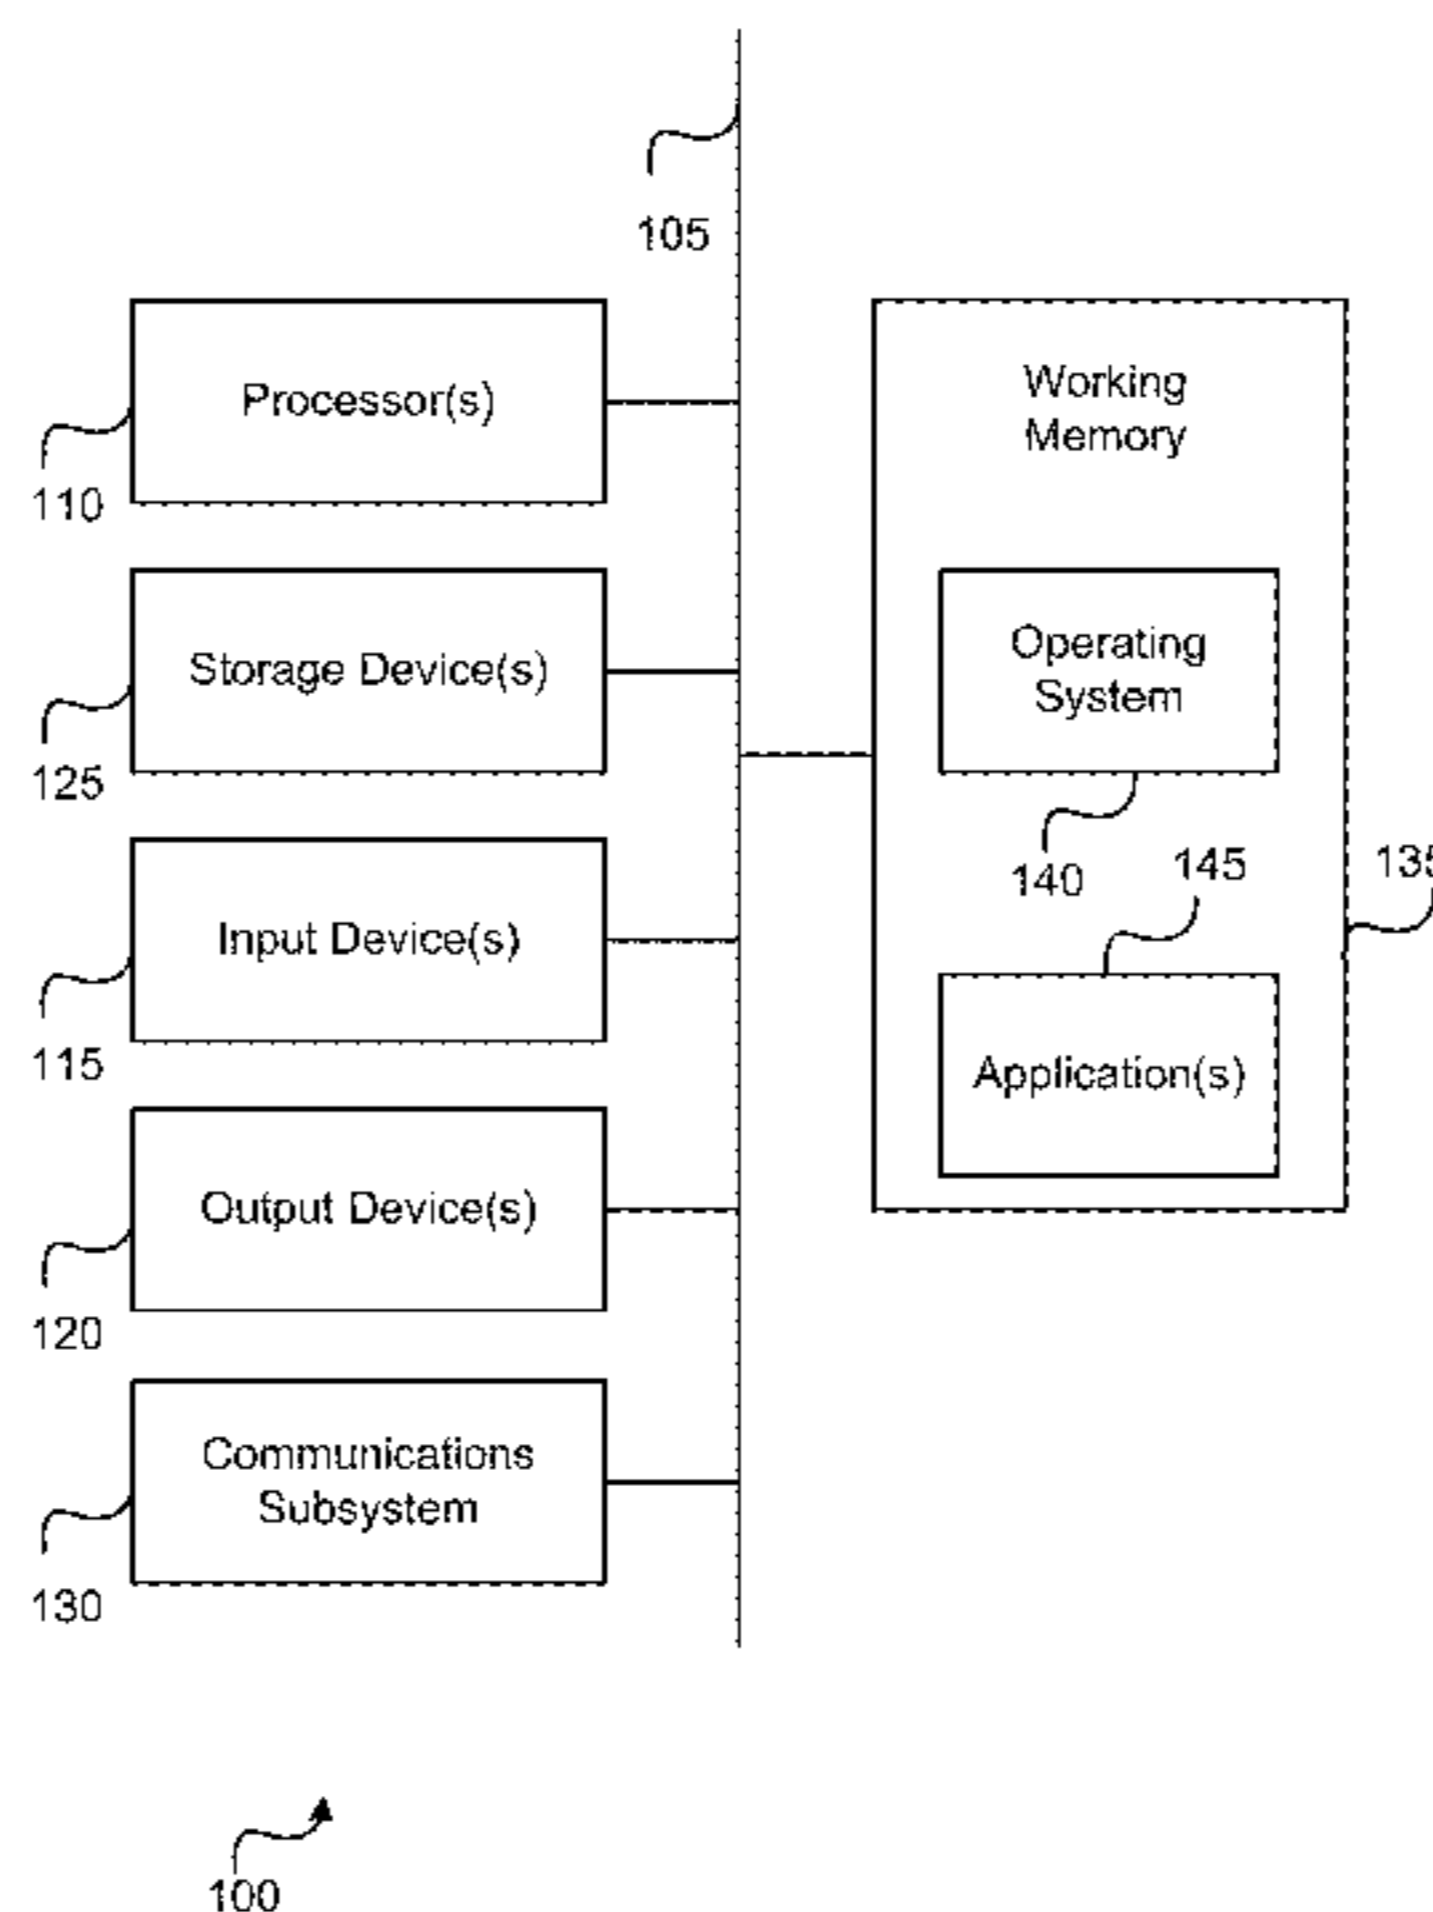 105
Processor(s)
110
Storage Device(s)
125
Input Device(s)
115
Output Device(s)
120
Communications
Subsystem
130
Working
Memory
Operating
System
140
145
135
Application(s)
100